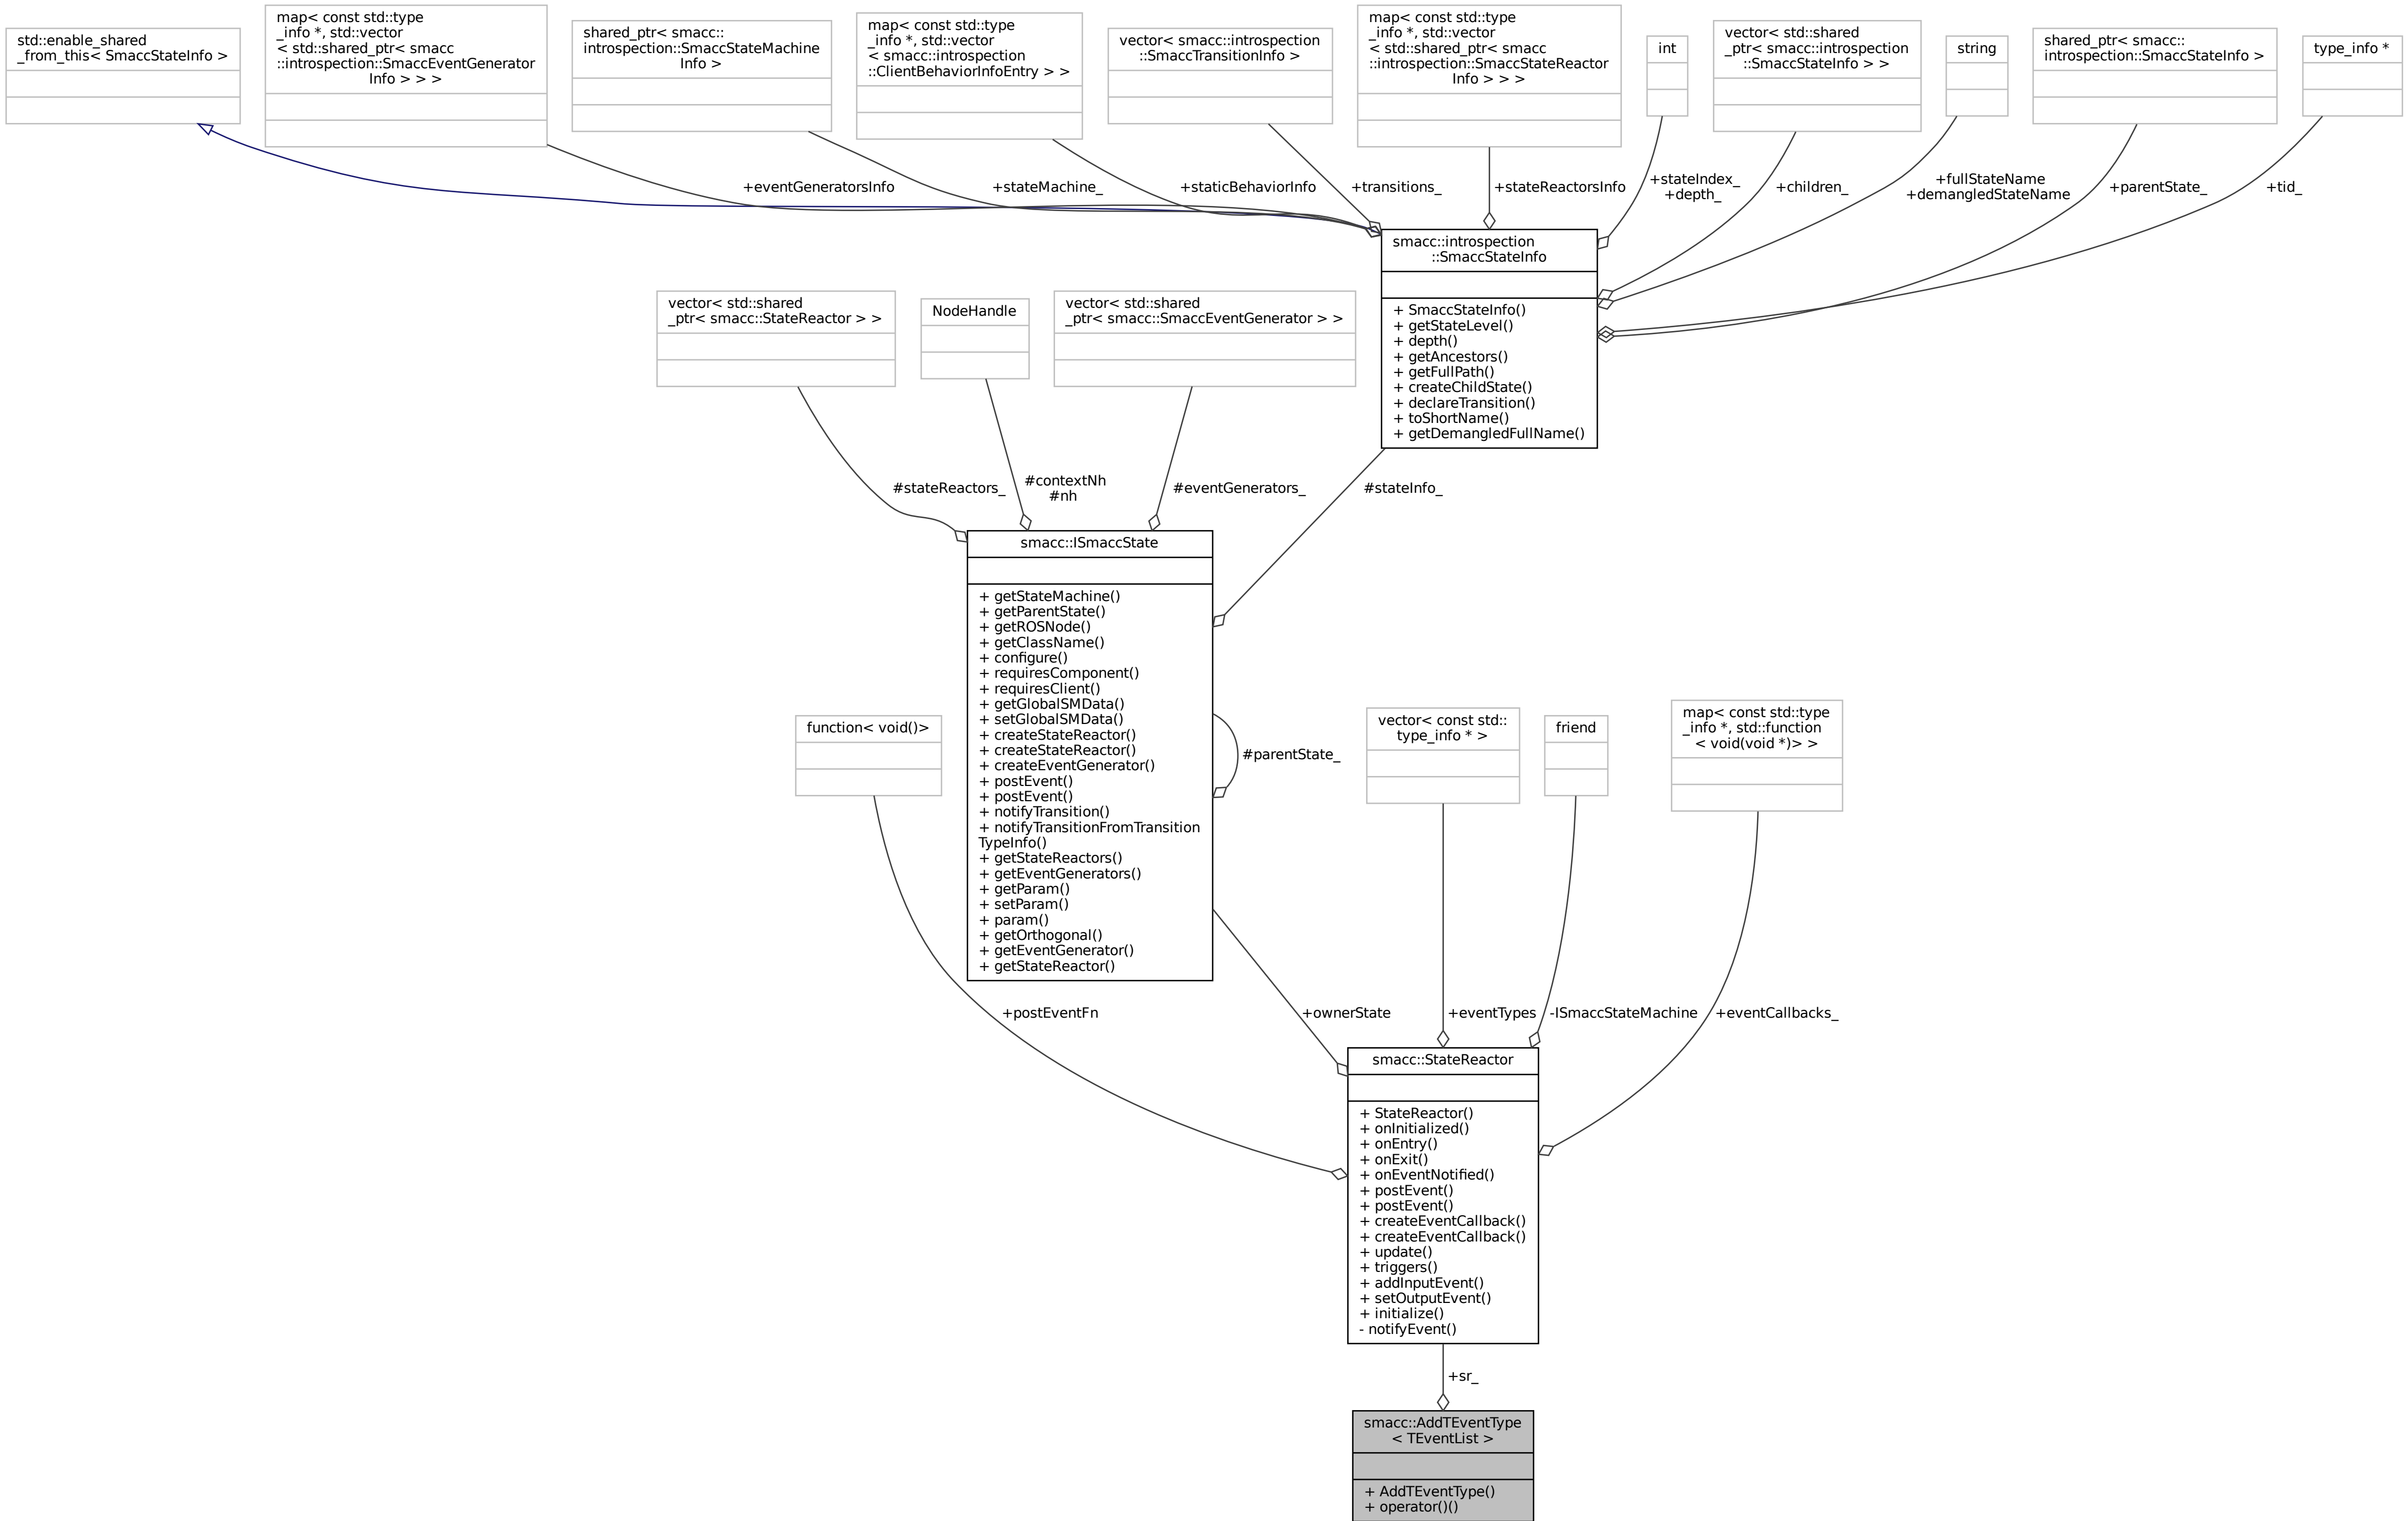 std::enable_shared
_from_this< SmaccStateInfo >
map< const std::type
_info *, std::vector
< std::shared_ptr< smacc
::introspection::SmaccEventGenerator
Info > > >
shared_ptr< smacc::
introspection::SmaccStateMachine
Info >
map< const std::type
_info *, std::vector
< smacc::introspection
::ClientBehaviorInfoEntry > >
vector< smacc::introspection
::SmaccTransitionInfo >
map< const std::type
_info *, std::vector
< std::shared_ptr< smacc
::introspection::SmaccStateReactor
Info > > >
int
vector< std::shared
_ptr< smacc::introspection
::SmaccStateInfo > >
string
shared_ptr< smacc::
introspection::SmaccStateInfo >
type_info *
+eventGeneratorsInfo
+stateMachine_
+staticBehaviorInfo
+transitions_
+stateReactorsInfo
+stateIndex_
+depth_
+children_
+fullStateName
+demangledStateName
+parentState_
+tid_
smacc::introspection
::SmaccStateInfo
+ SmaccStateInfo()
+ getStateLevel()
+ depth()
+ getAncestors()
+ getFullPath()
+ createChildState()
+ declareTransition()
+ toShortName()
+ getDemangledFullName()
vector< std::shared
_ptr< smacc::StateReactor > >
NodeHandle
vector< std::shared
_ptr< smacc::SmaccEventGenerator > >
#stateReactors_
#contextNh
#nh
#eventGenerators_
#stateInfo_
smacc::ISmaccState
+ getStateMachine()
+ getParentState()
+ getROSNode()
+ getClassName()
+ configure()
+ requiresComponent()
+ requiresClient()
+ getGlobalSMData()
+ setGlobalSMData()
+ createStateReactor()
+ createStateReactor()
+ createEventGenerator()
+ postEvent()
+ postEvent()
+ notifyTransition()
+ notifyTransitionFromTransition
TypeInfo()
+ getStateReactors()
+ getEventGenerators()
+ getParam()
+ setParam()
+ param()
+ getOrthogonal()
+ getEventGenerator()
+ getStateReactor()
#parentState_
function< void()>
vector< const std::
type_info * >
friend
map< const std::type
_info *, std::function
< void(void *)> >
+postEventFn
+ownerState
+eventTypes
-ISmaccStateMachine
+eventCallbacks_
smacc::StateReactor
+ StateReactor()
+ onInitialized()
+ onEntry()
+ onExit()
+ onEventNotified()
+ postEvent()
+ postEvent()
+ createEventCallback()
+ createEventCallback()
+ update()
+ triggers()
+ addInputEvent()
+ setOutputEvent()
+ initialize()
- notifyEvent()
+sr_
smacc::AddTEventType
< TEventList >
+ AddTEventType()
+ operator()()